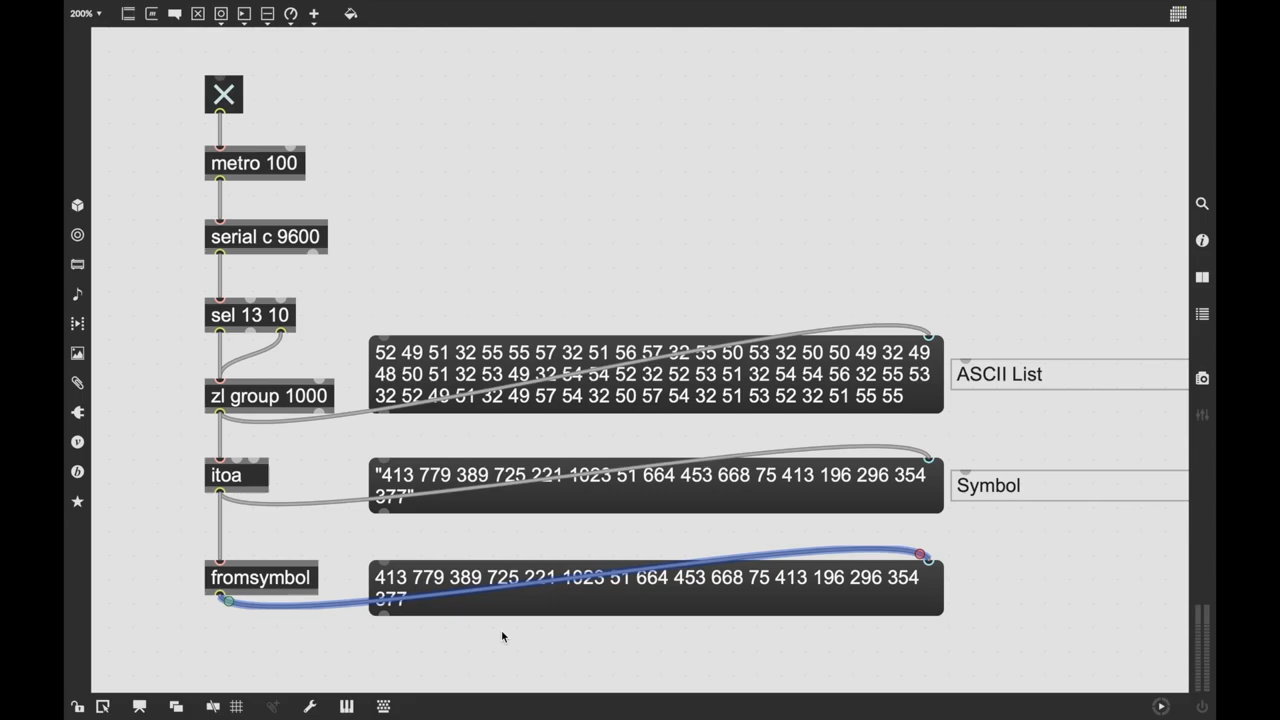 200%
metro 100
serial c 9600
sel 13 10
zl group 1000
52 49 51 32 55 55 57 32 51 56 57 32 55 50 53 32 50 50 49 32 49
48 50 51 32 53 49 32 54 54 52 32 52 53 51 32 54 54 56 32 55 53
32 52 49 51 32 49 57 54 32 50 57 54 32 51 53 52 32 51 55 55
ASCII List
itoa
"413 779 389 725 221 1023 51 664 453 668 75 413 196 296 354
377"
Symbol
fromsymbol
413 779 389 725 221 1023 51 664 453 668 75 413 196 296 354
377